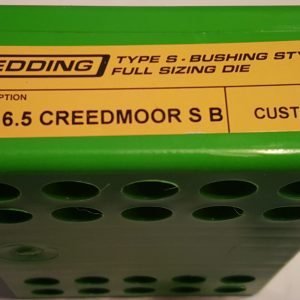 EDDING
TYPE S - BUSHING STY
FULL SIZING DIE
PTION
6.5 CREEDMOOR S B
CUST